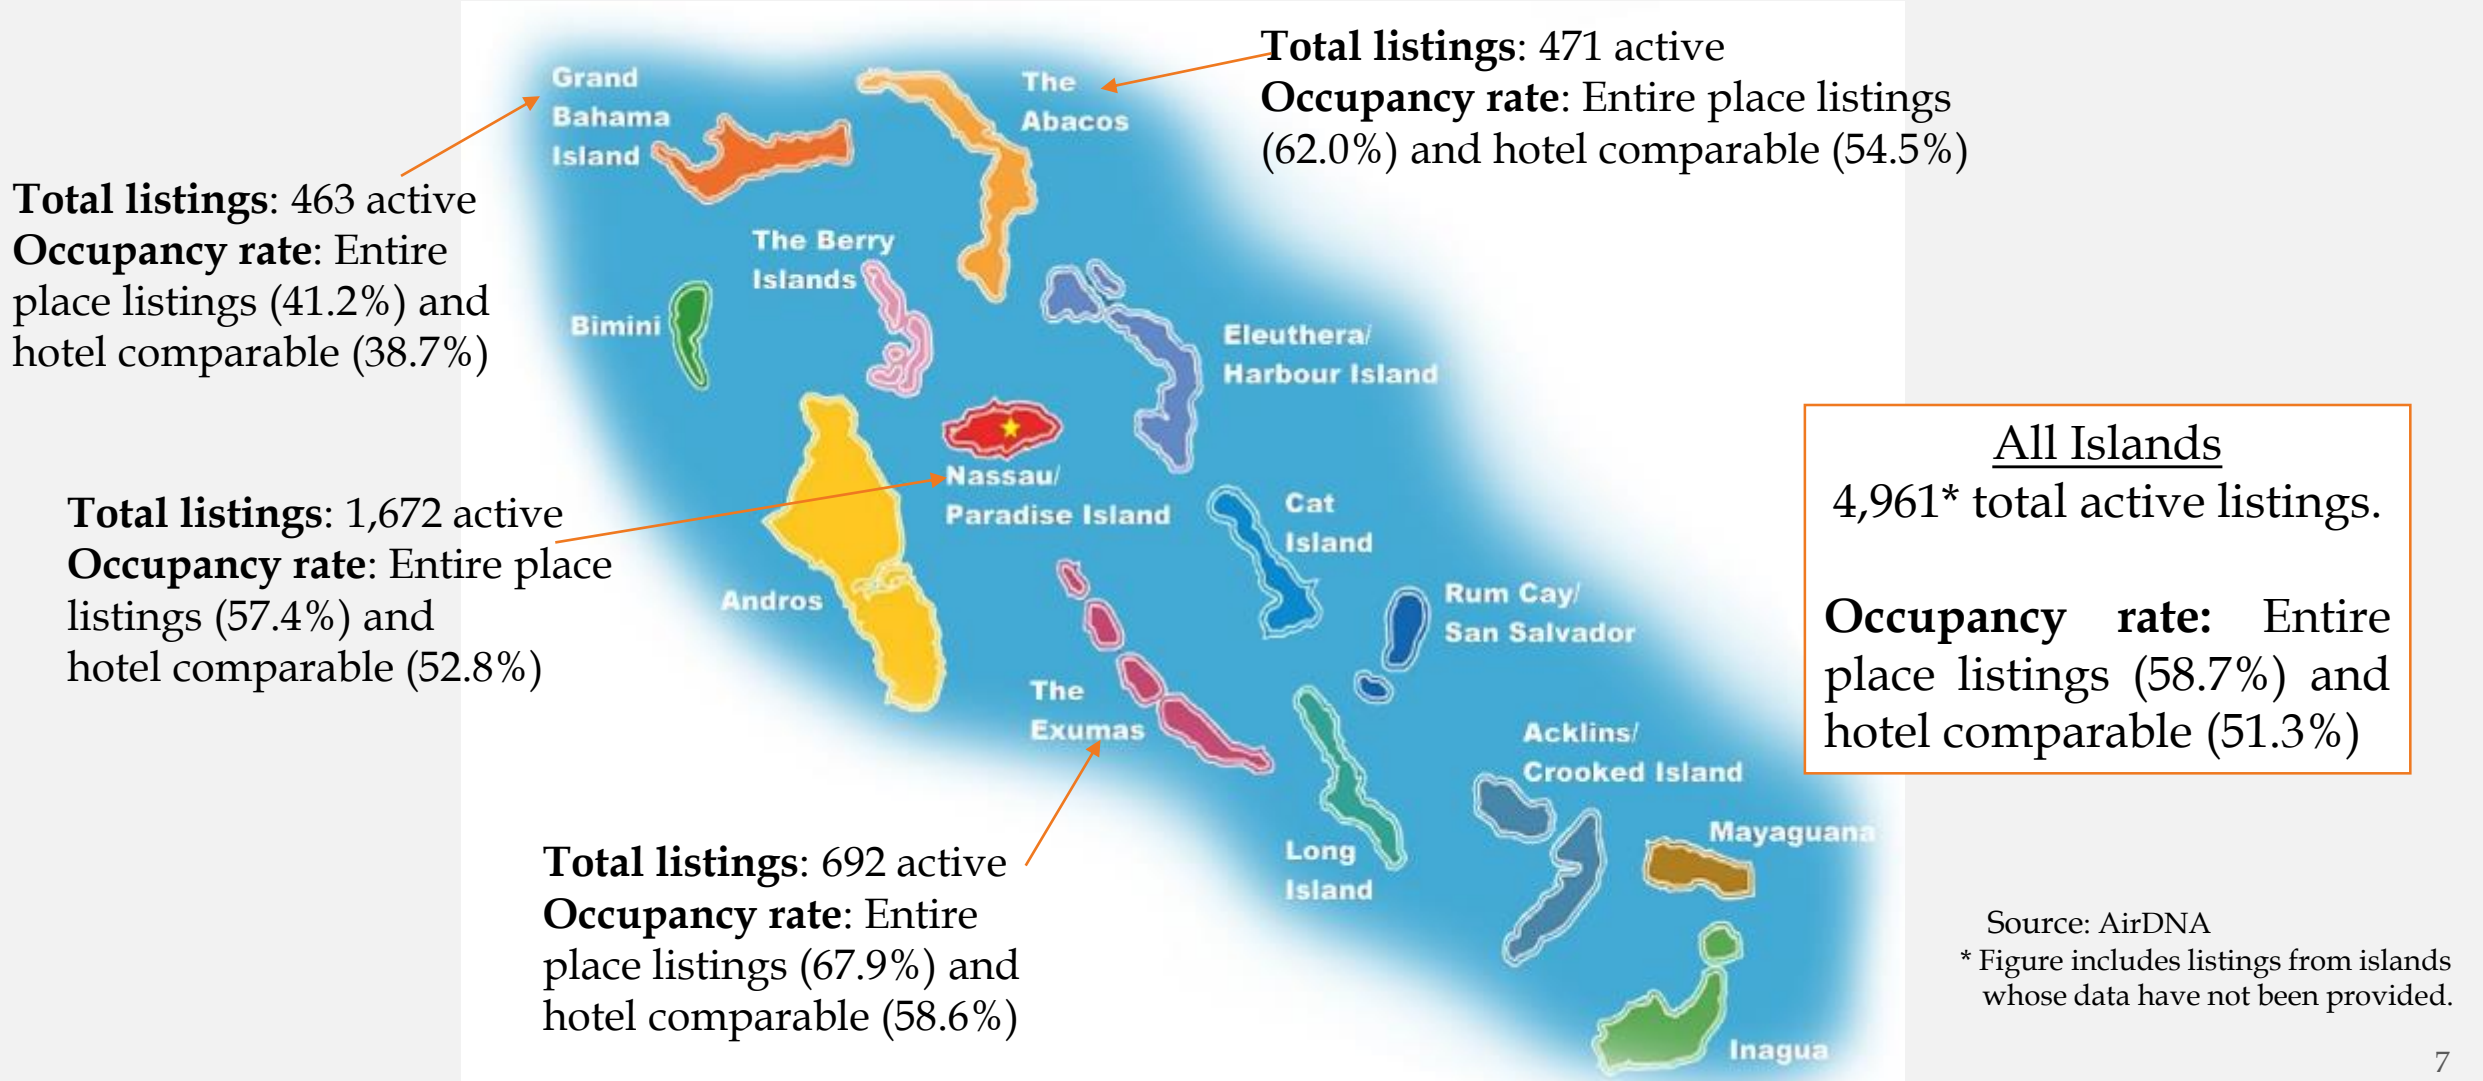 Total listings: 471 active
Occupancy rate: Entire place listings
(62.0%) and hotel comparable (54.5%)
Grand
Bahama
Island
The
Abacos
Total listings: 463 active
Occupancy rate: Entire
place listings (41.2%) and
hotel comparable (38.7%)
The Berry
Islands
Bimini
Eleuthera/
Harbour Island
All Islands
4,961* total active listings.
Occupancy rate: Entire
place listings (58.7%) and
hotel comparable (51.3%)
Total listings: 1,672 active
Occupancy rate: Entire place
listings (57.4%) and
hotel comparable (52.8%)
Nassau/
Paradise Island
Cat
Island
Andros
Rum Cay/
San Salvador
The
Exumas
Acklins/
Crooked Island
Mayaguana
Long
Island
Total listings: 692 active
Occupancy rate: Entire
place listings (67.9%) and
hotel comparable (58.6%)
Inagua
Source: AirDNA
* Figure includes listings from islands
whose data have not been provided.
7